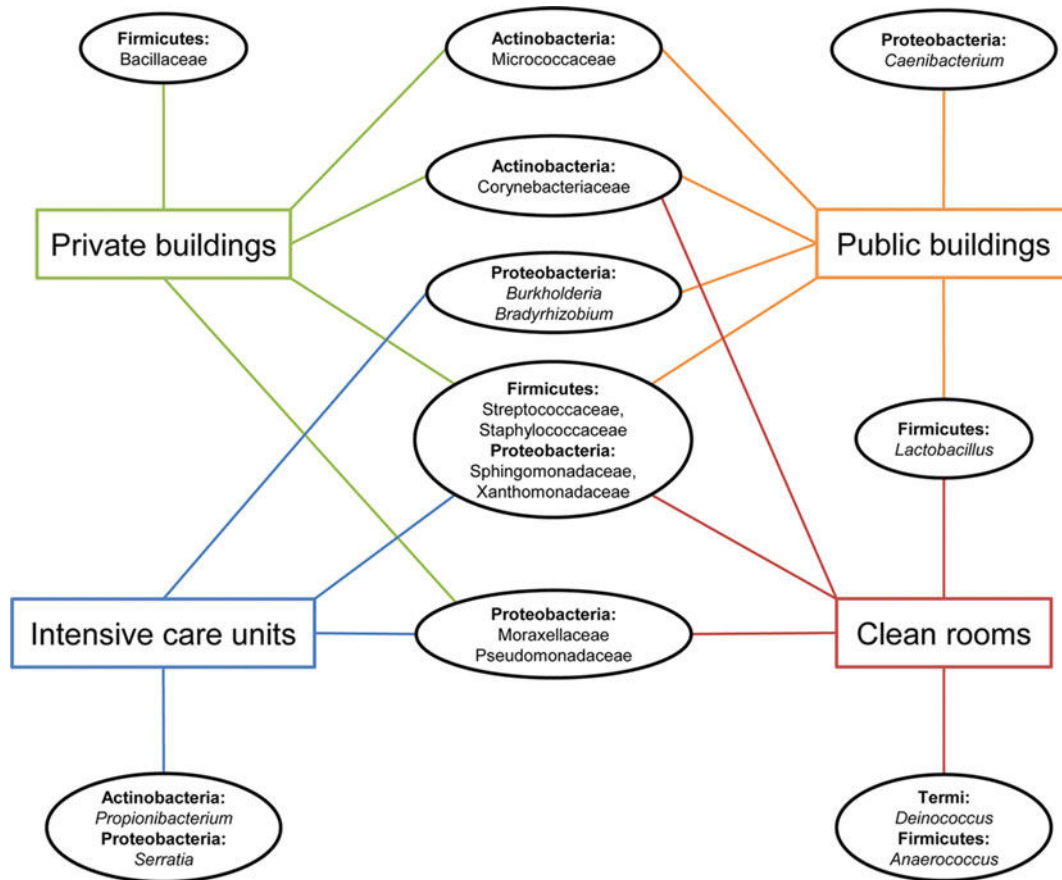 Firmicutes:
Bacillaceae
Actinobacteria:
Micrococcaceae
Proteobacteria:
Caenibacterium
Actinobacteria:
Corynebacteriaceae
Private buildings
Public buildings
Proteobacteria:
Burkholderia
Bradyrhizobium
Firmicutes:
Streptococcaceae,
Staphylococcaceae
Proteobacteria:
Sphingomonadaceae,
Xanthomonadaceae
Firmicutes:
Lactobacillus
Intensive care units
Proteobacteria:
Moraxellaceae
Pseudomonadaceae
Clean rooms
Actinobacteria:
Propionibacterium
Proteobacteria:
Serratia
Termi:
Deinococcus
Firmicutes:
Anaerococcus